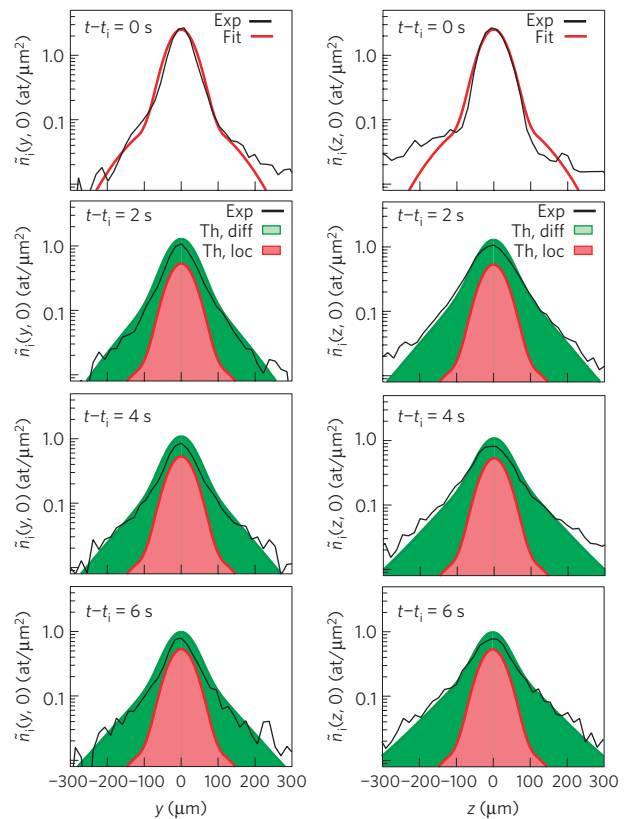 t–tᵢ = 0 s
Exp
Fit
1.0
0.1
ñᵢ(y, 0) (at/μm²)
t–tᵢ = 0 s
Exp
Fit
1.0
0.1
ñᵢ(z, 0) (at/μm²)
t–tᵢ = 2 s
Exp
Th, diff
Th, loc
1.0
0.1
ñᵢ(y, 0) (at/μm²)
t–tᵢ = 2 s
Exp
Th, diff
Th, loc
1.0
0.1
ñᵢ(z, 0) (at/μm²)
t–tᵢ = 4 s
1.0
0.1
ñᵢ(y, 0) (at/μm²)
t–tᵢ = 4 s
1.0
0.1
ñᵢ(z, 0) (at/μm²)
t–tᵢ = 6 s
1.0
0.1
ñᵢ(y, 0) (at/μm²)
−300 −200 −100 0 100 200 300
y (μm)
t–tᵢ = 6 s
1.0
0.1
ñᵢ(z, 0) (at/μm²)
−300 −200 −100 0 100 200 300
z (μm)